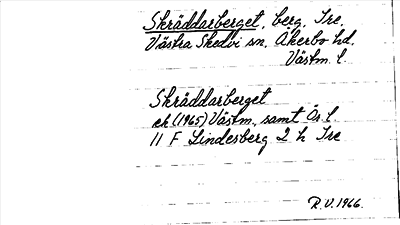 Skräddarberget, berg, Tre,
Västra Skedvi sn, Åkerbo hd,
Västm. l.
Skräddarberget
ek (1965) Västm., samt Ös. l.
11 F Lindesberg 2 h Tre
R.V. 1966.